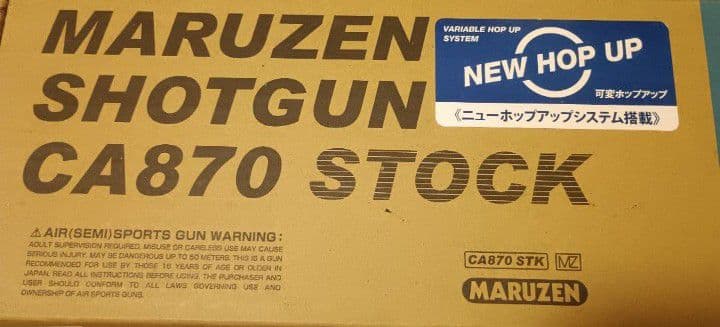 MARUZEN
SHOTGUN
CA870 STOCK
VARIABLE HOP UP
SYSTEM
NEW HOP UP
可変ホップアップ
《ニューホップアップシステム搭載》
⚠AIR(SEMI)SPORTS GUN WARNING:
ADULT SUPERVISION REQUIRED. MISUSE OR CARELESS USE MAY CAUSE
SERIOUS INJURY. MAY BE DANGEROUS UP TO 50 METERS. THIS IS A GUN
RECOMMENDED FOR USE BY THOSE 18 YEARS OF AGE OR OLDER IN
JAPAN. READ ALL INSTRUCTIONS BEFORE USING. THE PURCHASER AND
USER SHOULD CONFORM TO ALL LAWS GOVERNING USE AND
OWNERSHIP OF AIR SPORTS GUNS.
CA870 STK MZ
MARUZEN